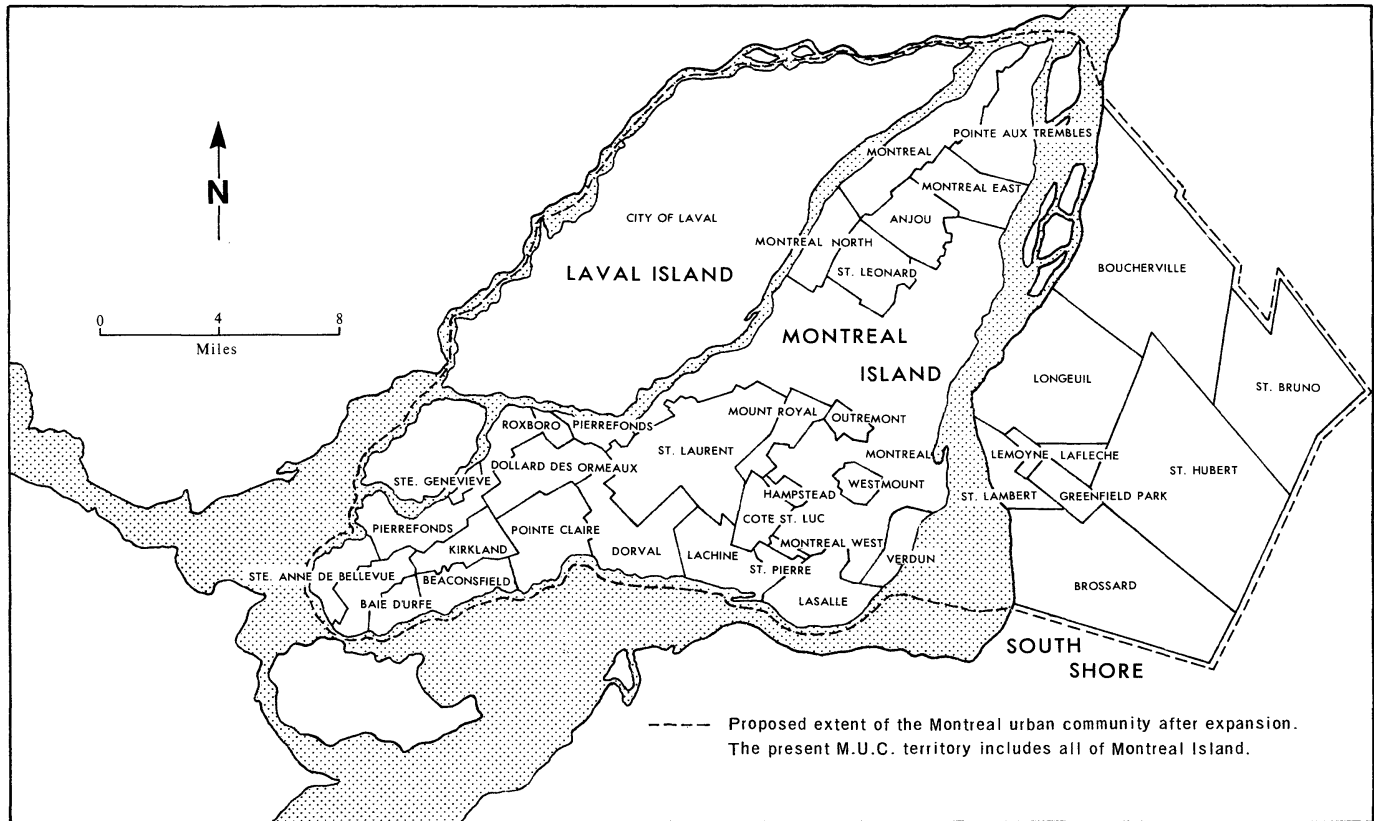 N
0 4 8
Miles
POINTE AUX TREMBLES
MONTREAL
MONTREAL EAST
CITY OF LAVAL
ANJOU
MONTREAL NORTH
LAVAL ISLAND
ST. LEONARD
BOUCHERVILLE
MONTREAL
ISLAND
LONGEUIL
ST. BRUNO
MOUNT ROYAL
OUTREMONT
ROXBORO
PIERREFONDS
ST. LAURENT
MONTREAL
LEMOYNE
LAFLECHE
DOLLARD DES ORMEAUX
ST. HUBERT
STE. GENEVIEVE
WESTMOUNT
HAMPSTEAD
ST. LAMBERT
GREENFIELD PARK
COTE ST. LUC
PIERREFONDS
POINTE CLAIRE
MONTREAL WEST
KIRKLAND
DORVAL
LACHINE
VERDUN
ST. PIERRE
STE. ANNE DE BELLEVUE
BEACONSFIELD
BROSSARD
BAIE D'URFE
LASALLE
SOUTH
SHORE
Proposed extent of the Montreal urban community after expansion.
The present M.U.C. territory includes all of Montreal Island.